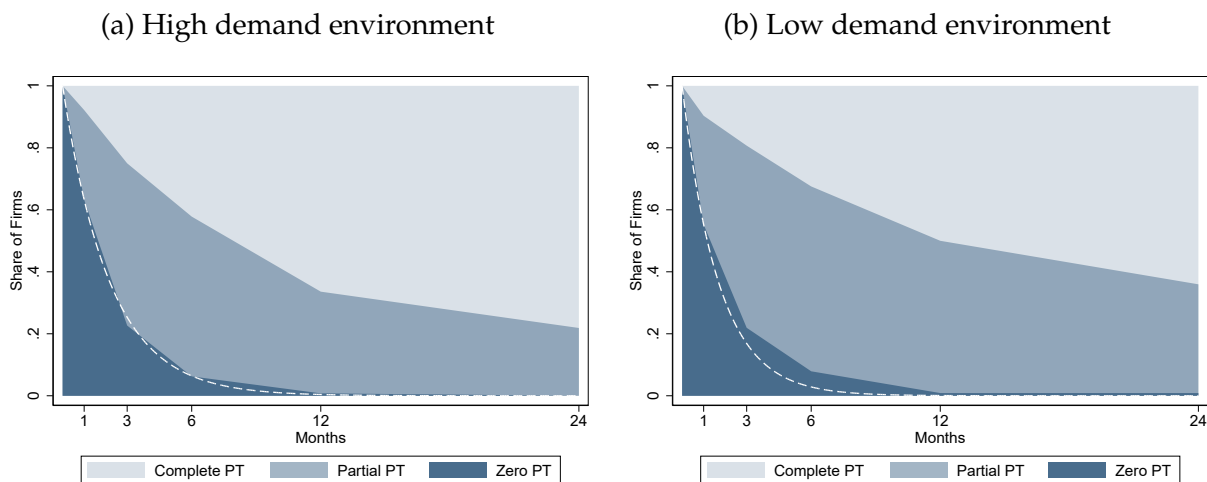 (a) High demand environment
Share of Firms
1
.8
.6
.4
.2
0
1 3 6 12 24
Months
Complete PT Partial PT Zero PT
(b) Low demand environment
Share of Firms
1
.8
.6
.4
.2
0
1 3 6 12 24
Months
Complete PT Partial PT Zero PT